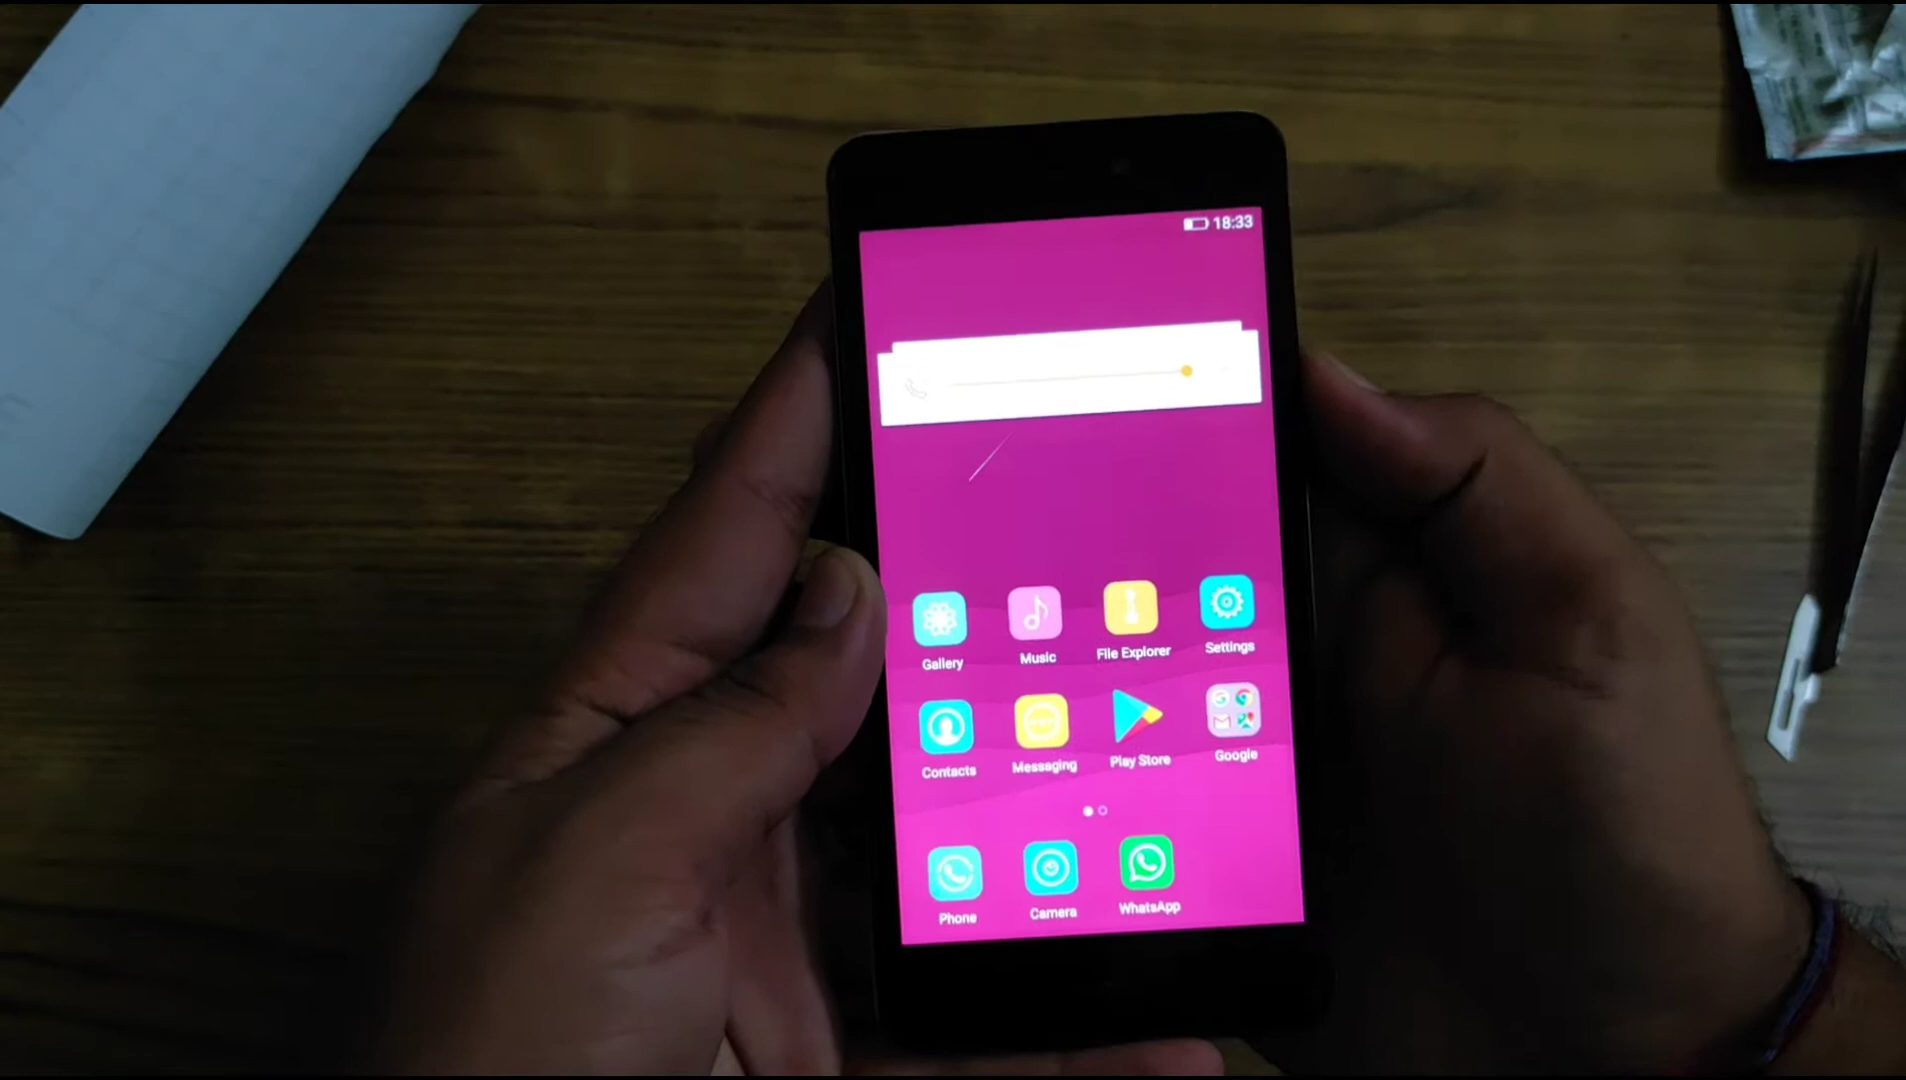 18:33
Gallery Music File Explorer Settings
Contacts Messaging Play Store Google
Phone Camera WhatsApp